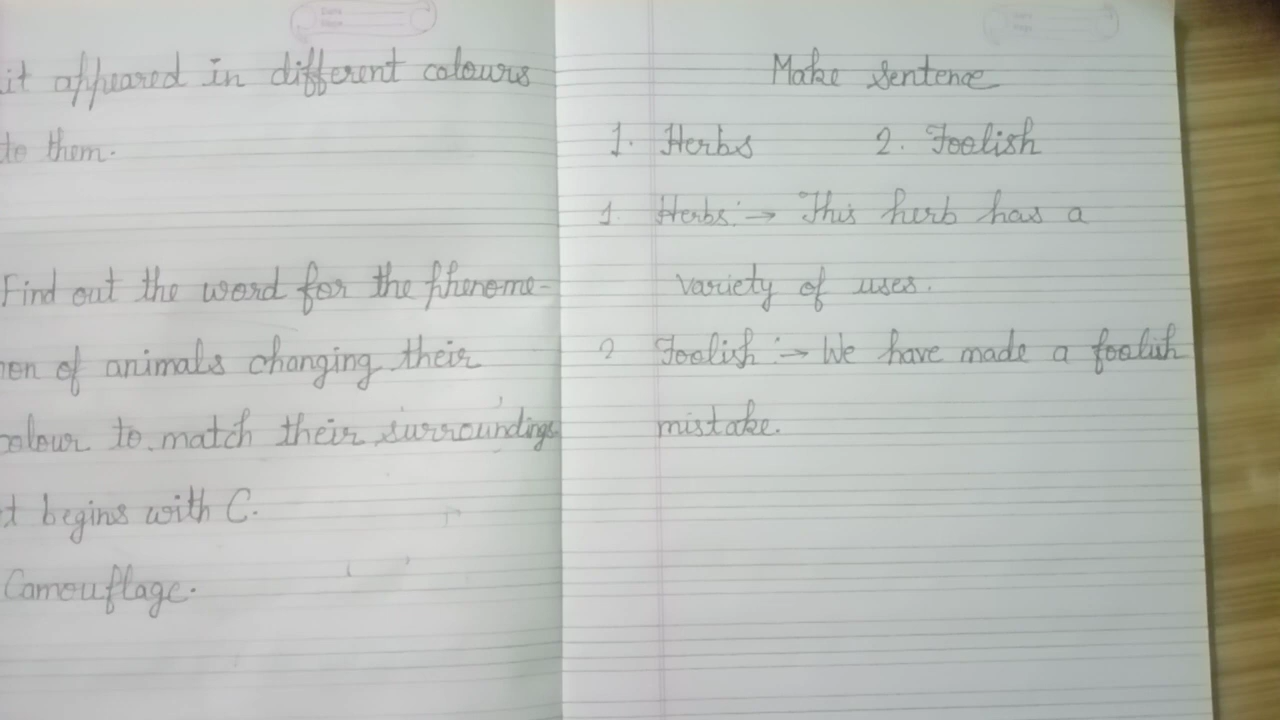 it appeared in different colours
to them.
Find out the word for the phenome-
non of animals changing their
colour to match their surroundings
t begins with C.
Camouflage.
Make Sentence
1. Herbs 2. Foolish
1. Herbs :→ This herb has a
variety of uses.
2 Foolish :→ We have made a foolish
mistake.